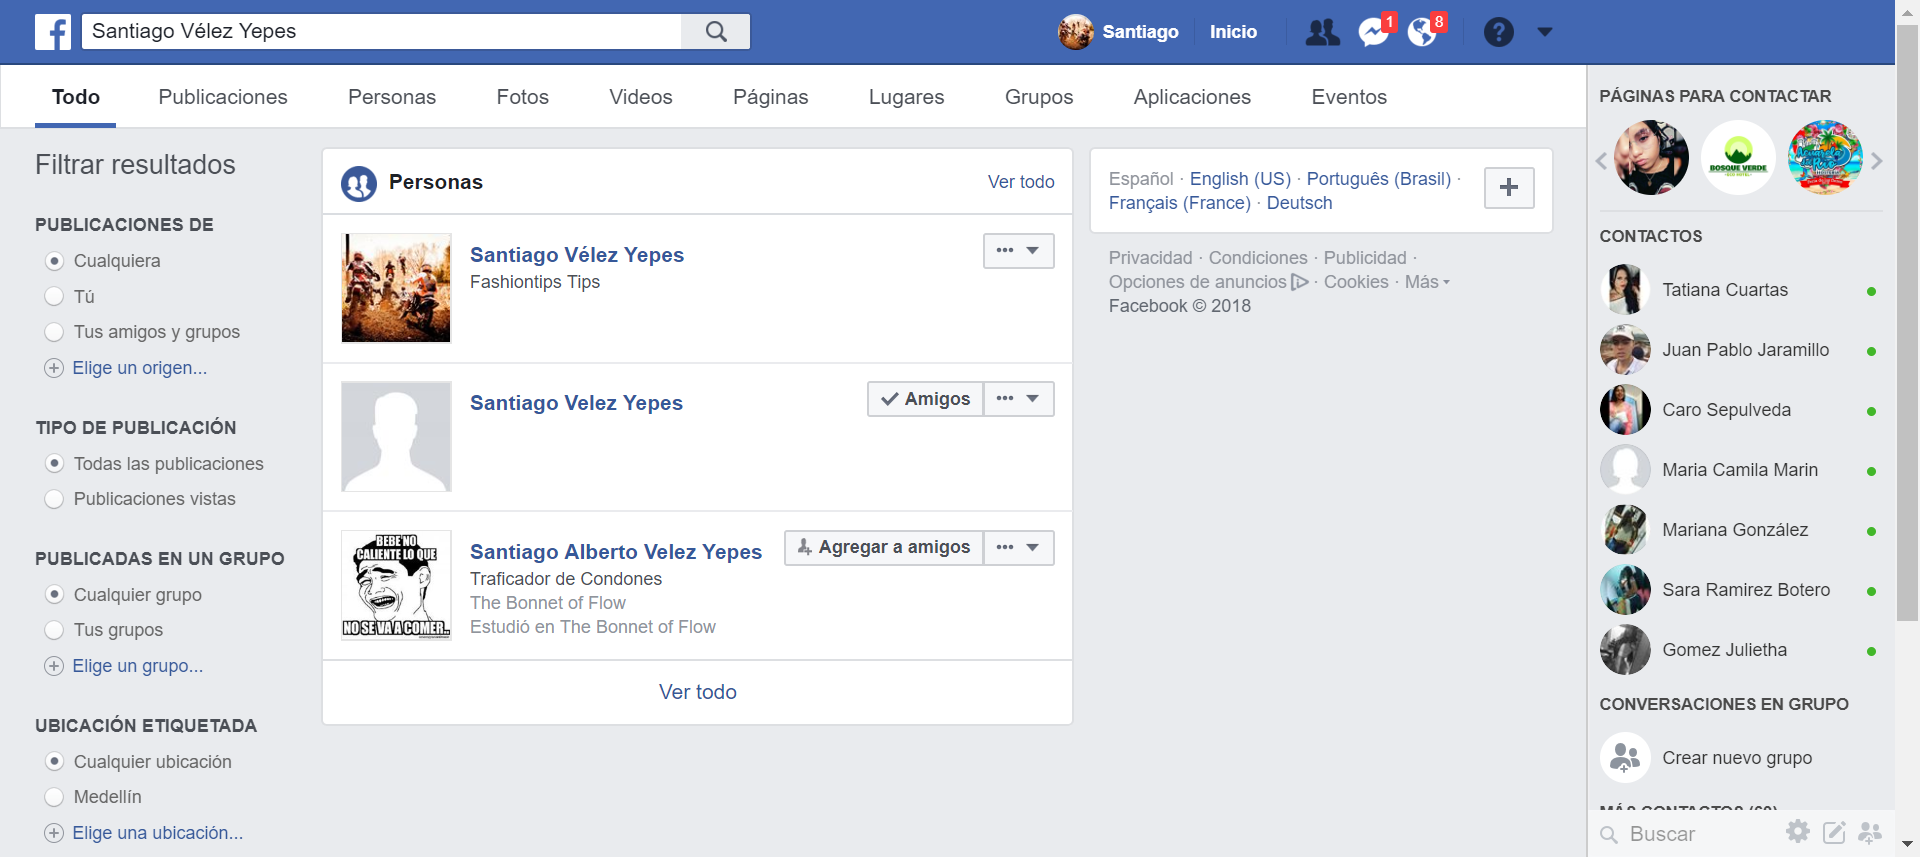 Santiago Vélez Yepes
Santiago
Inicio
1
8
Todo
Publicaciones
Personas
Fotos
Videos
Páginas
Lugares
Grupos
Aplicaciones
Eventos
Filtrar resultados
PUBLICACIONES DE
Cualquiera
Tú
Tus amigos y grupos
Elige un origen...
TIPO DE PUBLICACIÓN
Todas las publicaciones
Publicaciones vistas
PUBLICADAS EN UN GRUPO
Cualquier grupo
Tus grupos
Elige un grupo...
UBICACIÓN ETIQUETADA
Cualquier ubicación
Medellín
Elige una ubicación...
Personas
Ver todo
Santiago Vélez Yepes
Fashiontips Tips
Santiago Velez Yepes
Amigos
BEBE NO
CALIENTE LO QUE
NO SE VA A COMER..
Santiago Alberto Velez Yepes
Agregar a amigos
Traficador de Condones
The Bonnet of Flow
Estudió en The Bonnet of Flow
Ver todo
Español · English (US) · Português (Brasil) ·
Français (France) · Deutsch
Privacidad · Condiciones · Publicidad ·
Opciones de anuncios · Cookies · Más
Facebook © 2018
PÁGINAS PARA CONTACTAR
BOSQUE VERDE
CONTACTOS
Tatiana Cuartas
Juan Pablo Jaramillo
Caro Sepulveda
Maria Camila Marin
Mariana González
Sara Ramirez Botero
Gomez Julietha
CONVERSACIONES EN GRUPO
Crear nuevo grupo
MÁS CONTACTOS (60)
Buscar